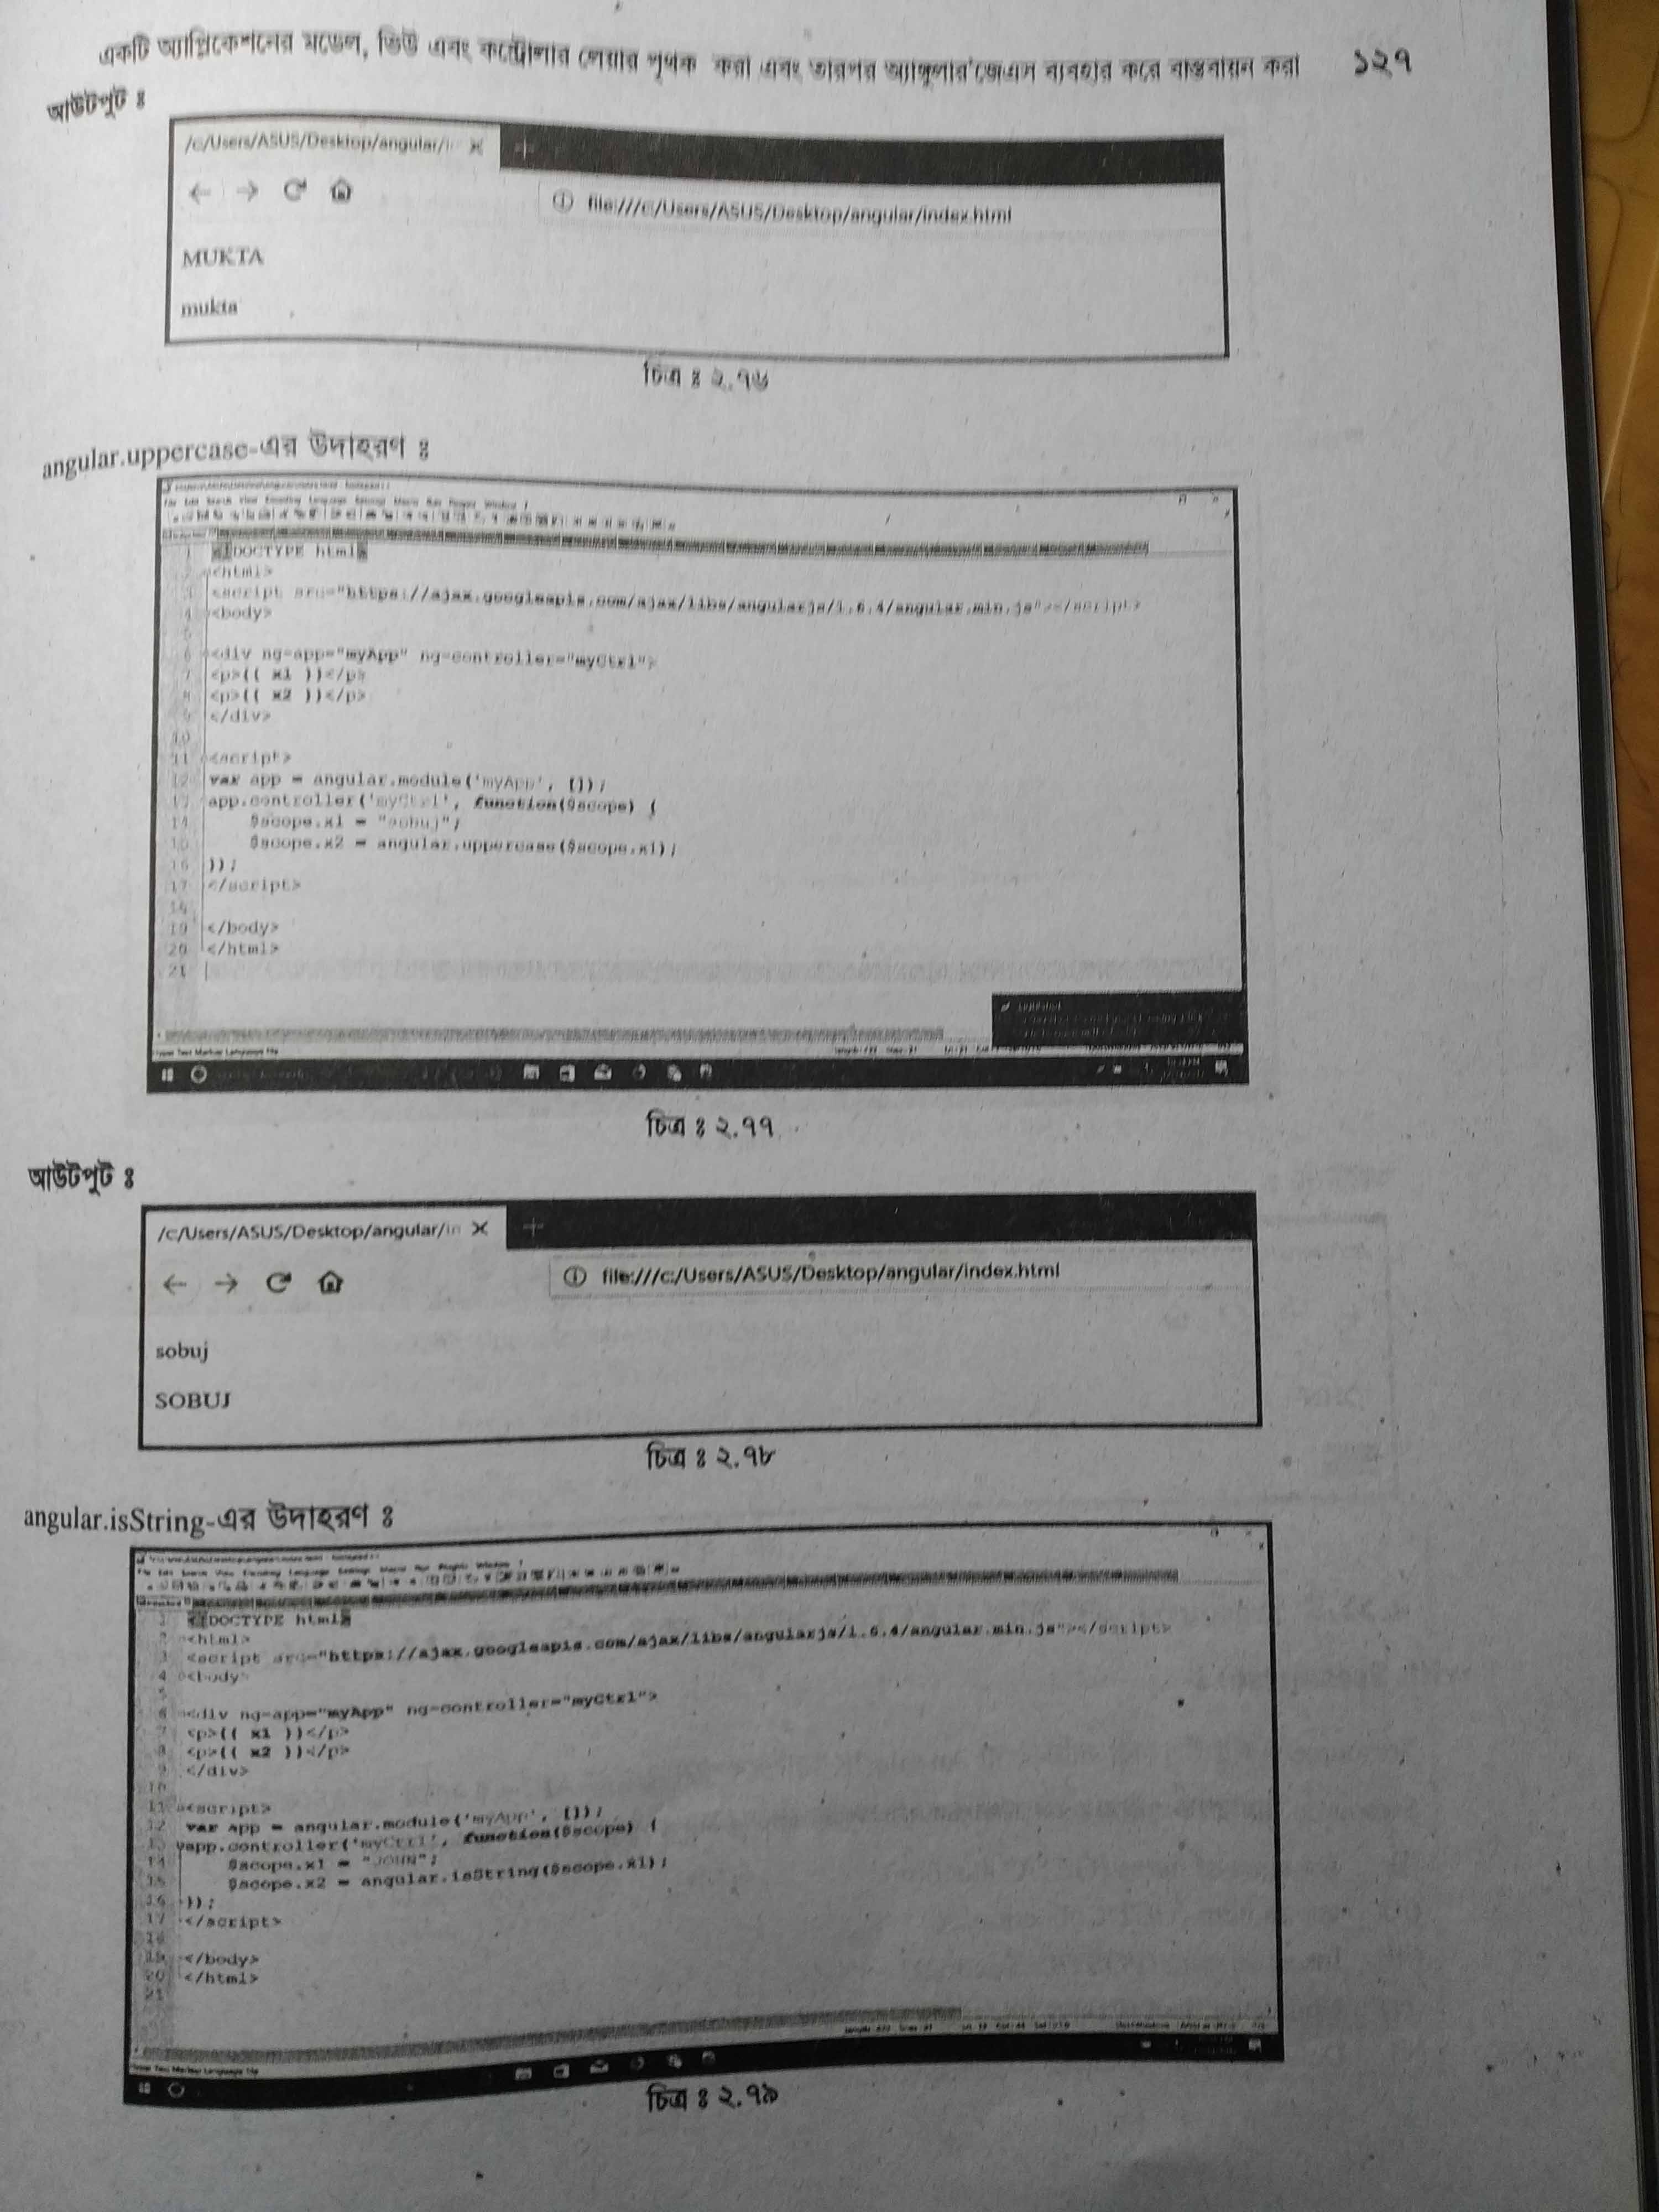 একটি অ্যাপ্লিকেশনের মডেল, ভিউ এবং কন্ট্রোলার লেয়ার পৃথক করা এবং তারপর অ্যাঙ্গুলার জেএস ব্যবহার করে বাস্তবায়ন করা ১২৭
আউটপুট ঃ
/c/Users/ASUS/Desktop/angular/in
file:///c:/Users/ASUS/Desktop/angular/index.html
MUKTA
mukta
চিত্র ঃ ২.৭৬
angular.uppercase-এর উদাহরণ ঃ
1 <!DOCTYPE html>
2 <html>
3 <script src="https://ajax.googleapis.com/ajax/libs/angularjs/1.6.4/angular.min.js"></script>
4 <body>
5
6 <div ng-app="myApp" ng-controller="myCtrl">
7 <p>{{ x1 }}</p>
8 <p>{{ x2 }}</p>
9 </div>
10
11 <script>
12 var app = angular.module('myApp', []);
13 app.controller('myCtrl', function($scope) {
14 $scope.x1 = "sobuj";
15 $scope.x2 = angular.uppercase($scope.x1);
16 });
17 </script>
18
19 </body>
20 </html>
21
চিত্র ঃ ২.৭৭
আউটপুট ঃ
/c/Users/ASUS/Desktop/angular/in
file:///c:/Users/ASUS/Desktop/angular/index.html
sobuj
SOBUJ
চিত্র ঃ ২.৭৮
angular.isString-এর উদাহরণ ঃ
1 <!DOCTYPE html>
2 <html>
3 <script src="https://ajax.googleapis.com/ajax/libs/angularjs/1.6.4/angular.min.js"></script>
4 <body>
5
6 <div ng-app="myApp" ng-controller="myCtrl">
7 <p>{{ x1 }}</p>
8 <p>{{ x2 }}</p>
9 </div>
10
11 <script>
12 var app = angular.module('myApp', []);
13 app.controller('myCtrl', function($scope) {
14 $scope.x1 = "JOHN";
15 $scope.x2 = angular.isString($scope.x1);
16 });
17 </script>
18
19 </body>
20 </html>
21
চিত্র ঃ ২.৭৯